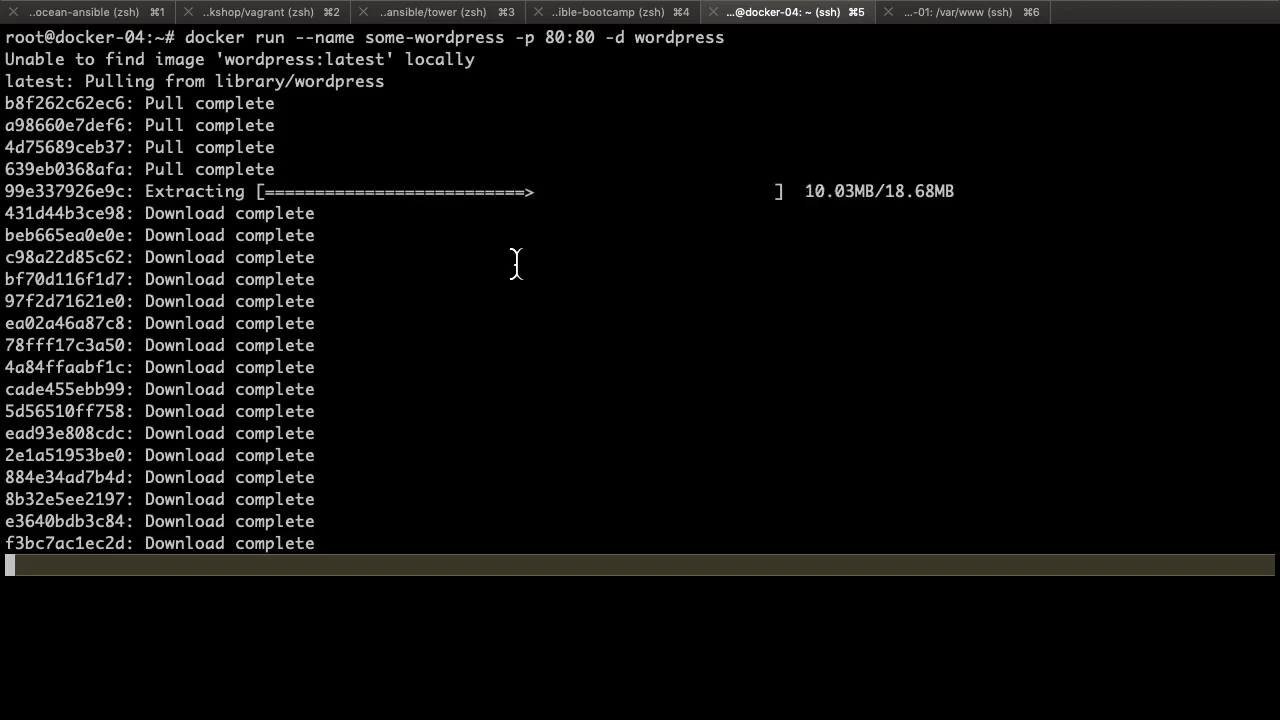 ..ocean-ansible (zsh) ⌘1 ..kshop/vagrant (zsh) ⌘2 ..ansible/tower (zsh) ⌘3 ..ible-bootcamp (zsh) ⌘4 ...@docker-04: ~ (ssh) ⌘5 ...-01: /var/www (ssh) ⌘6
root@docker-04:~# docker run --name some-wordpress -p 80:80 -d wordpress
Unable to find image 'wordpress:latest' locally
latest: Pulling from library/wordpress
b8f262c62ec6: Pull complete
a98660e7def6: Pull complete
4d75689ceb37: Pull complete
639eb0368afa: Pull complete
99e337926e9c: Extracting [==========================>                        ]  10.03MB/18.68MB
431d44b3ce98: Download complete
beb665ea0e0e: Download complete
c98a22d85c62: Download complete
bf70d116f1d7: Download complete
97f2d71621e0: Download complete
ea02a46a87c8: Download complete
78fff17c3a50: Download complete
4a84ffaabf1c: Download complete
cade455ebb99: Download complete
5d56510ff758: Download complete
ead93e808cdc: Download complete
2e1a51953be0: Download complete
884e34ad7b4d: Download complete
8b32e5ee2197: Download complete
e3640bdb3c84: Download complete
f3bc7ac1ec2d: Download complete